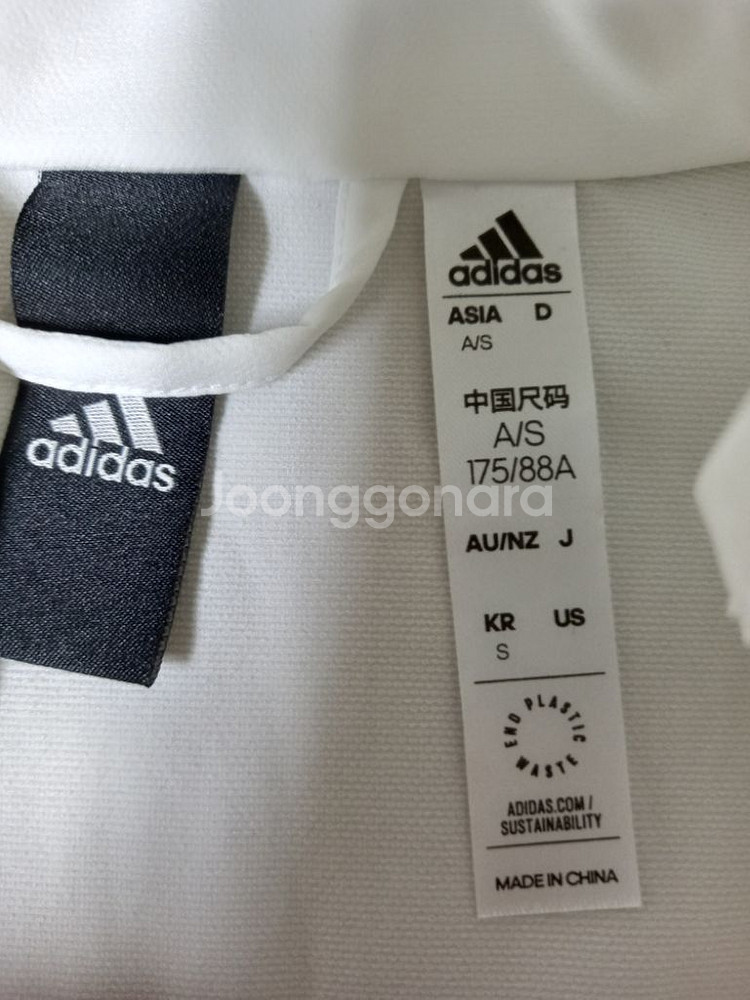 adidas
adidas
ASIA D
A/S
中国尺码
A/S
175/88A
Joonggonara
AU/NZ J
KR US
S
END PLASTIC WASTE
ADIDAS.COM/
SUSTAINABILITY
MADE IN CHINA